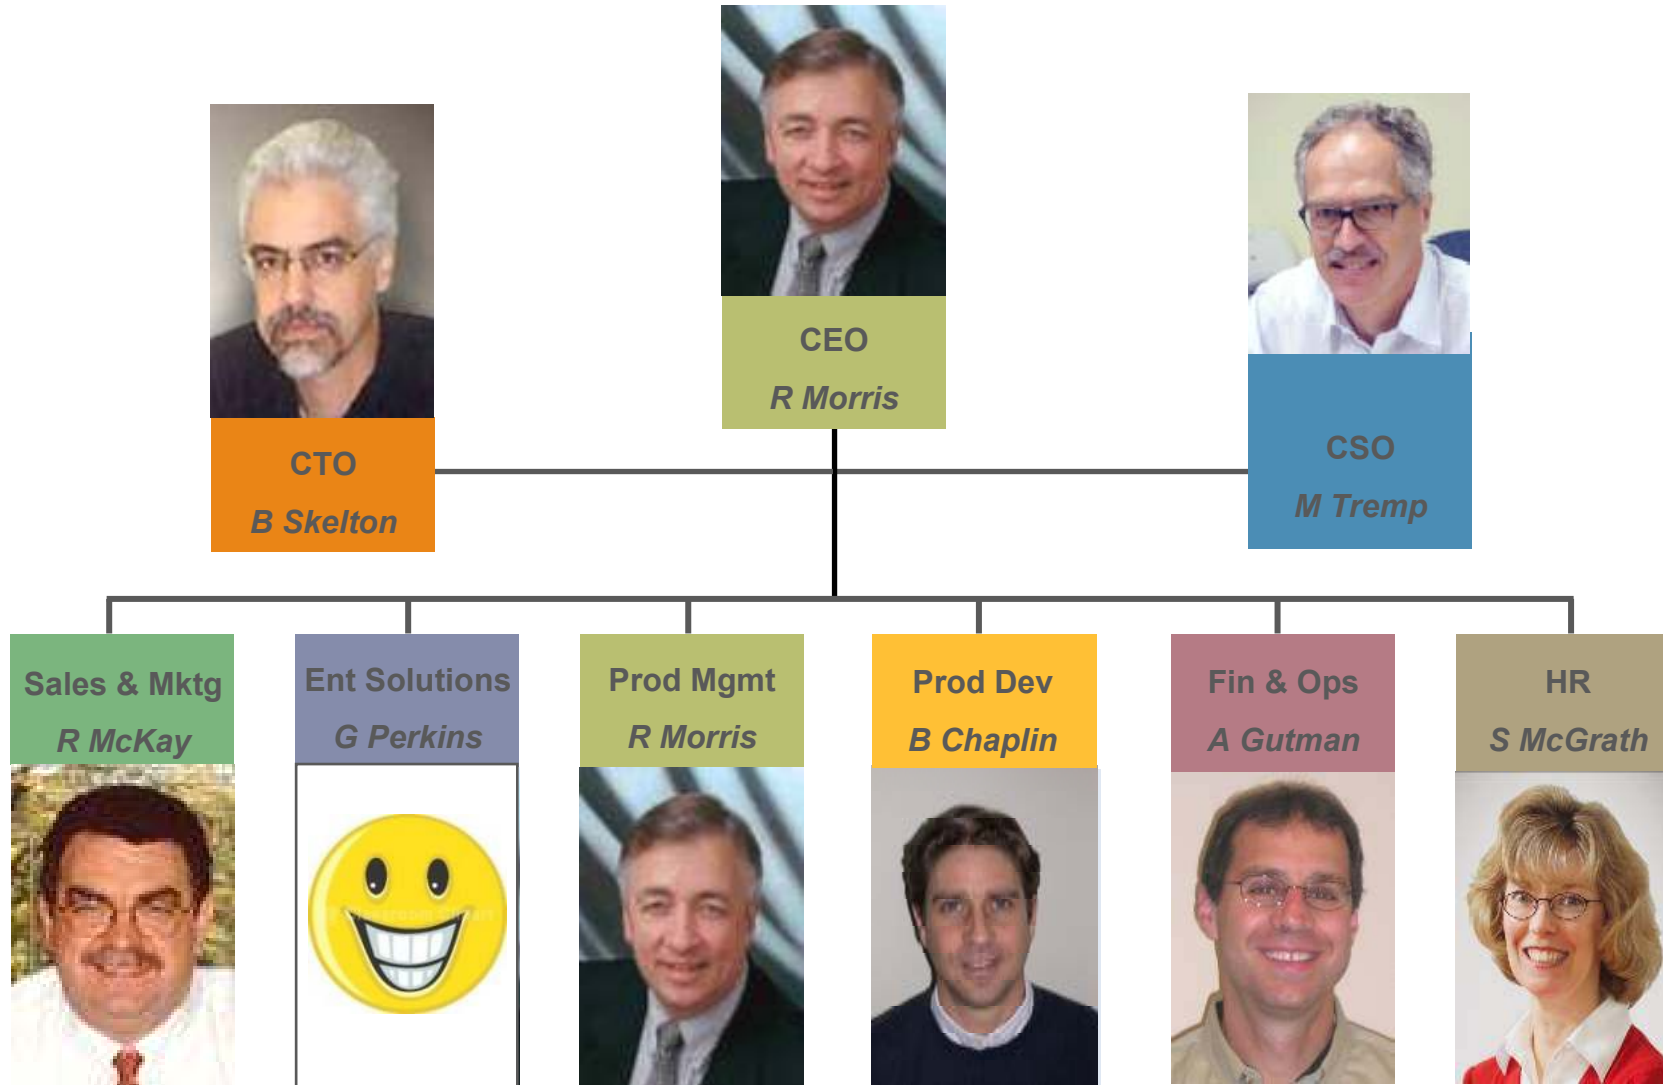 CEO
R Morris
CTO
B Skelton
CSO
M Tremp
Sales & Mktg
R McKay
Ent Solutions
G Perkins
Prod Mgmt
R Morris
Prod Dev
B Chaplin
Fin & Ops
A Gutman
HR
S McGrath